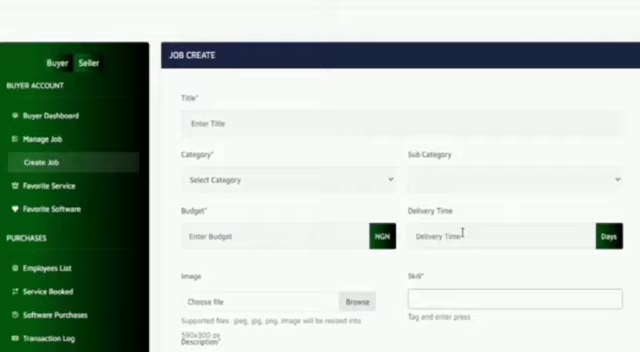 Buyer Seller
BUYER ACCOUNT
Buyer Dashboard
Manage Job
Create Job
Favorite Service
Favorite Software
PURCHASES
Employees List
Service Booked
Software Purchases
Transaction Log
JOB CREATE
Title*
Enter Title
Category* Sub Category
Select Category
Budget* Delivery Time
Enter Budget NGN Delivery Time Days
Image Skill*
Choose file Browse
Supported files: jpeg, jpg, png. Image will be resized into Tag and enter press
590x300 px
Description*